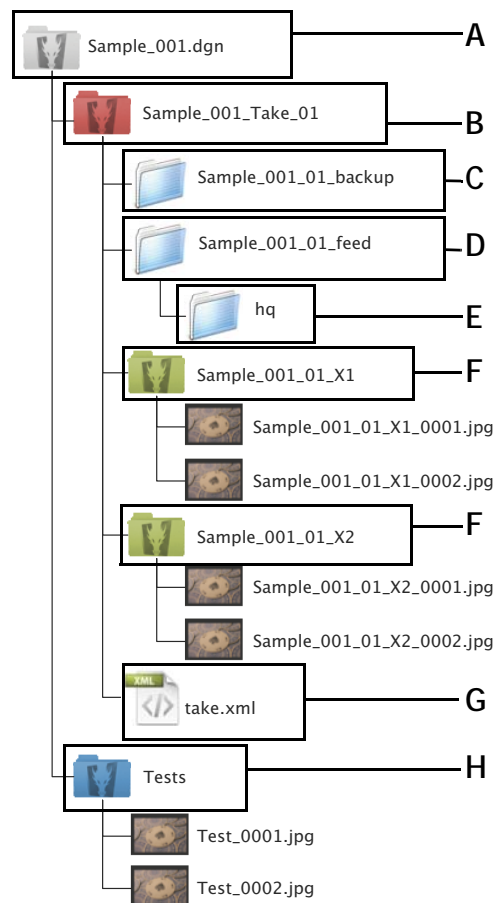 Sample_001.dgn
A
Sample_001_Take_01
B
Sample_001_01_backup
C
Sample_001_01_feed
D
hq
E
Sample_001_01_X1
F
Sample_001_01_X1_0001.jpg
Sample_001_01_X1_0002.jpg
Sample_001_01_X2
F
Sample_001_01_X2_0001.jpg
Sample_001_01_X2_0002.jpg
XML
take.xml
G
Tests
H
Test_0001.jpg
Test_0002.jpg